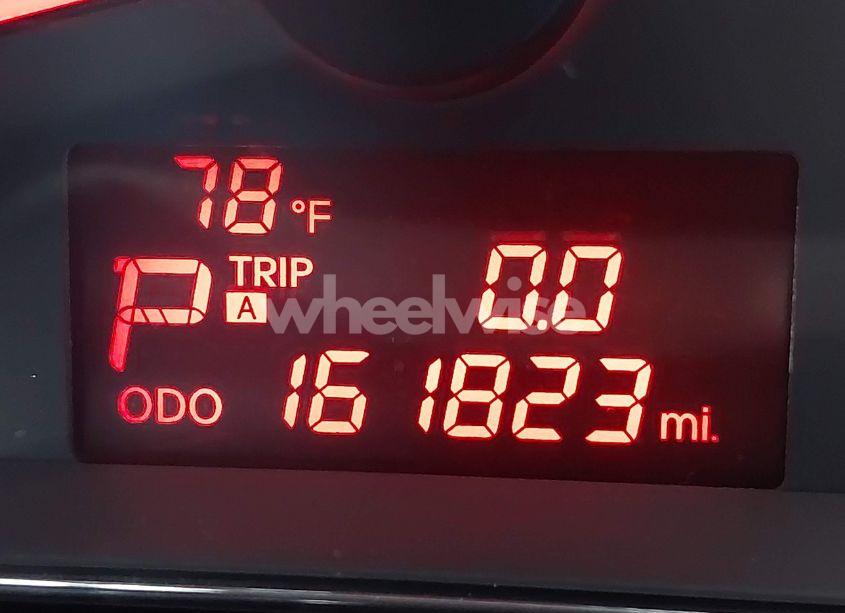 78 °F
P TRIP A 0.0
wheelwise
ODO 161823 mi.